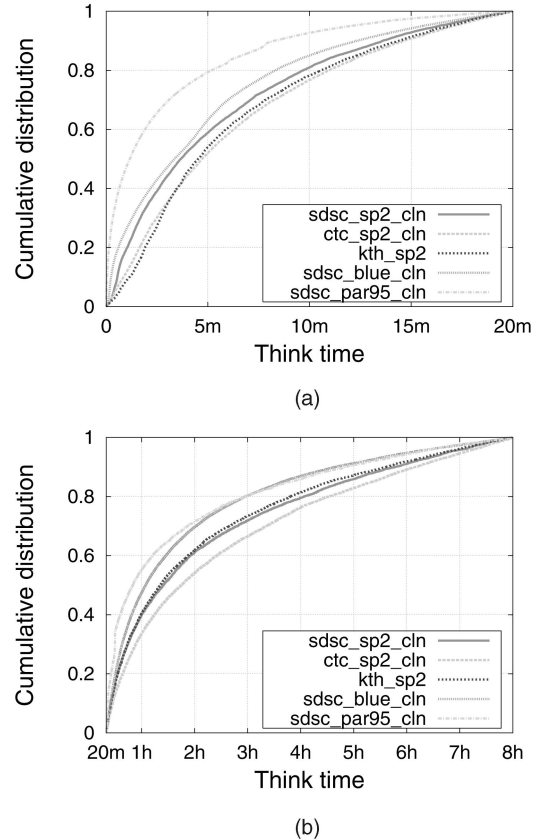 1
0.8
0.6
0.4
0.2
0
Cumulative distribution
sdsc_sp2_cln
ctc_sp2_cln
kth_sp2
sdsc_blue_cln
sdsc_par95_cln
0 5m 10m 15m 20m
Think time
(a)
1
0.8
0.6
0.4
0.2
0
Cumulative distribution
sdsc_sp2_cln
ctc_sp2_cln
kth_sp2
sdsc_blue_cln
sdsc_par95_cln
20m 1h 2h 3h 4h 5h 6h 7h 8h
Think time
(b)